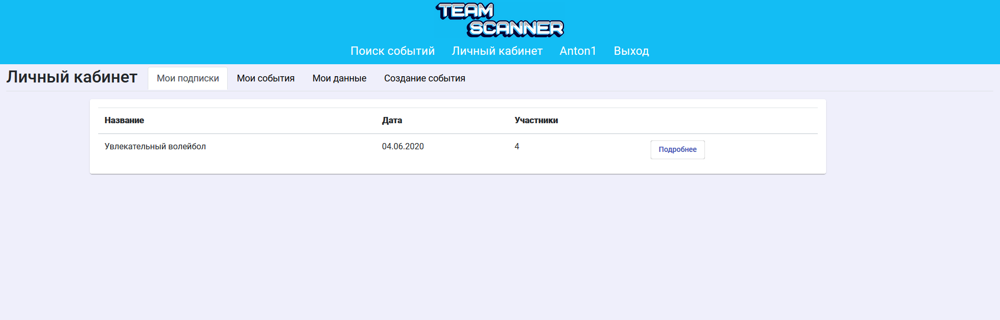 TEAM
SCANNER
Поиск событий Личный кабинет Anton1 Выход
Личный кабинет Мои подписки Мои события Мои данные Создание события
Название Дата Участники
Увлекательный волейбол 04.06.2020 4 Подробнее